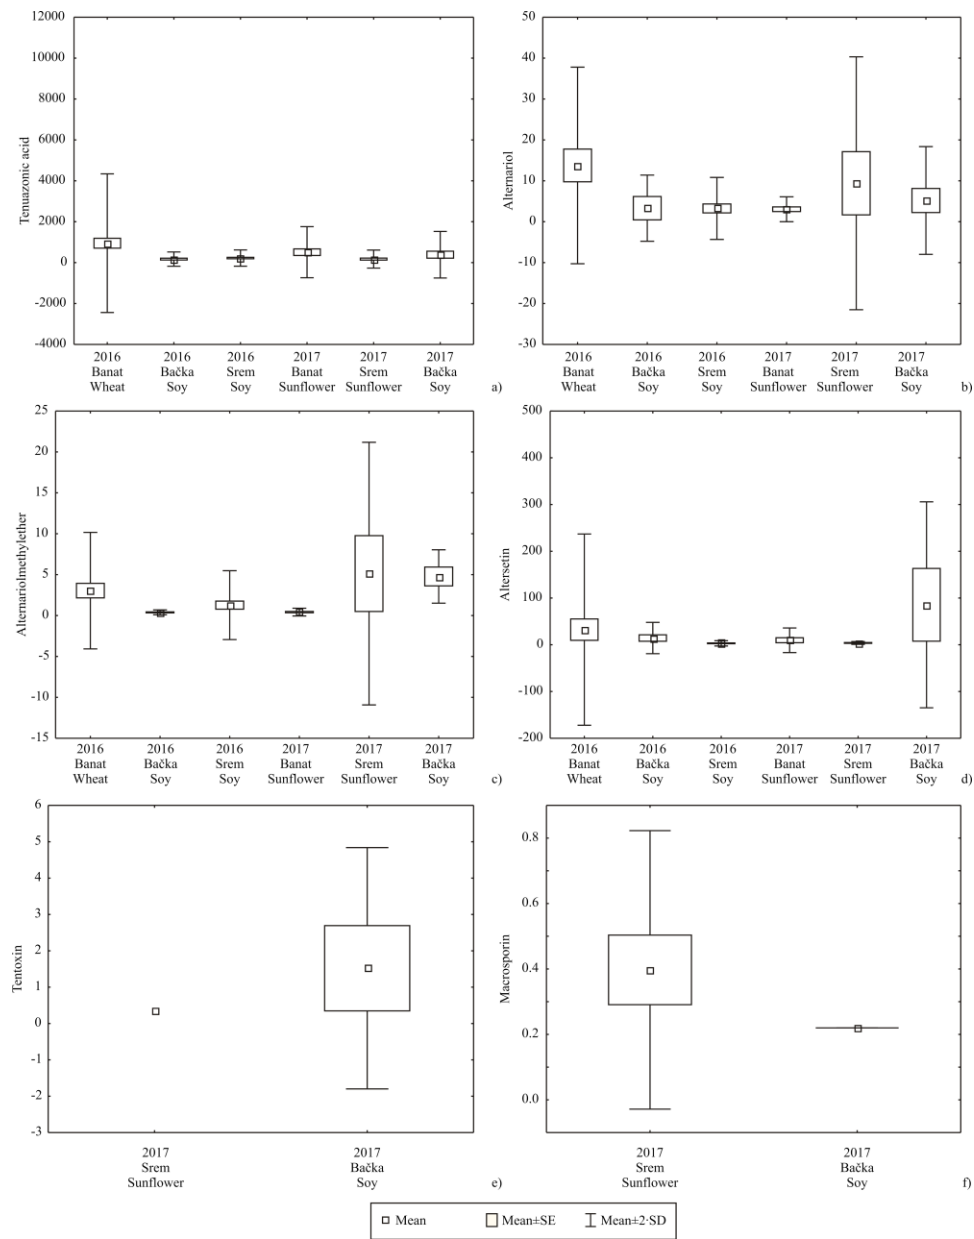 12000
10000
8000
6000
4000
2000
0
-2000
-4000
Tenuazonic acid
2016 2016 2016 2017 2017 2017
Banat Bačka Srem Banat Srem Bačka
Wheat Soy Soy Sunflower Sunflower Soy
a)
50
40
30
20
10
0
-10
-20
-30
Alternariol
2016 2016 2016 2017 2017 2017
Banat Bačka Srem Banat Srem Bačka
Wheat Soy Soy Sunflower Sunflower Soy
b)
25
20
15
10
5
0
-5
-10
-15
Alternariolmethylether
2016 2016 2016 2017 2017 2017
Banat Bačka Srem Banat Srem Bačka
Wheat Soy Soy Sunflower Sunflower Soy
c)
500
400
300
200
100
0
-100
-200
Altersetin
2016 2016 2016 2017 2017 2017
Banat Bačka Srem Banat Srem Bačka
Wheat Soy Soy Sunflower Sunflower Soy
d)
6
5
4
3
2
1
0
-1
-2
-3
Tentoxin
2017 2017
Srem Bačka
Sunflower Soy
e)
0.8
0.6
0.4
0.2
0.0
Macrosporin
2017 2017
Srem Bačka
Sunflower Soy
f)
Mean Mean±SE Mean±2·SD